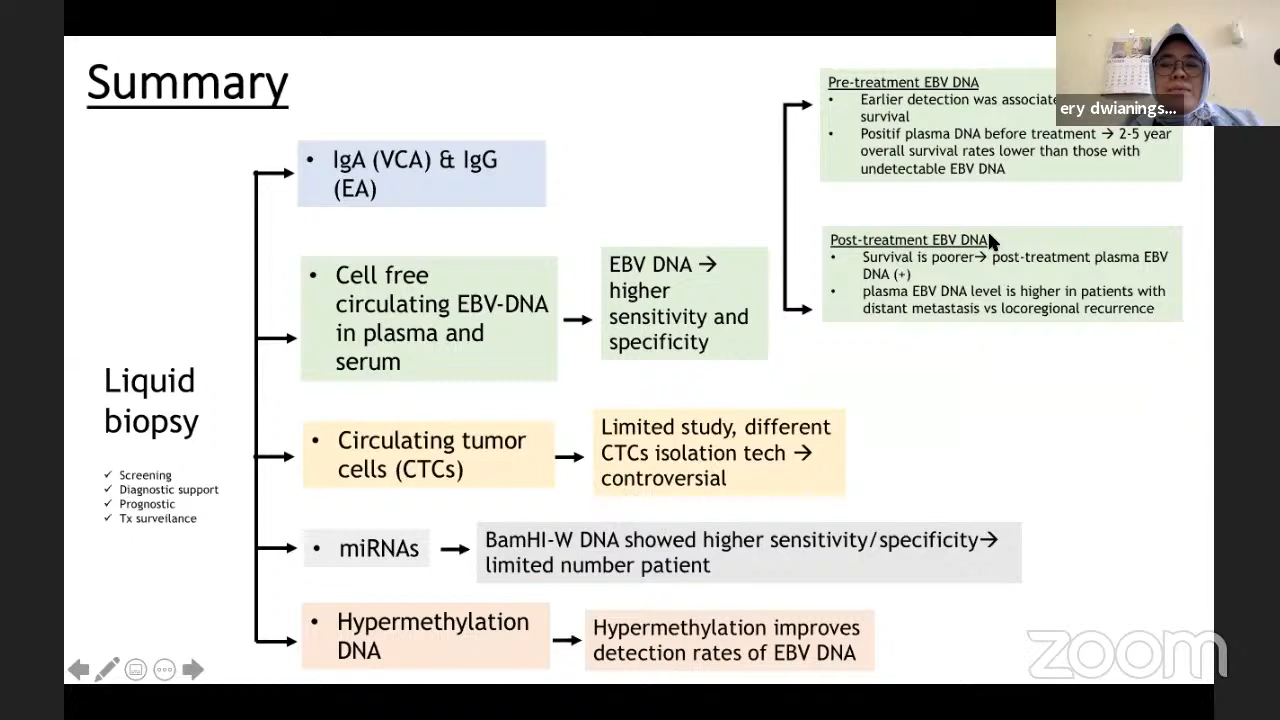 Summary
Liquid
biopsy
✓ Screening
✓ Diagnostic support
✓ Prognostic
✓ Tx surveilance
• IgA (VCA) & IgG
(EA)
• Cell free
circulating EBV-DNA
in plasma and
serum
EBV DNA →
higher
sensitivity and
specificity
Pre-treatment EBV DNA
• Earlier detection was
survival
• Positif plasma DNA before treatment → 2-5 year
overall survival rates lower than those with
undetectable EBV DNA
Post-treatment EBV DNA
• Survival is poorer→ post-treatment plasma EBV
DNA (+)
• plasma EBV DNA level is higher in patients with
distant metastasis vs locoregional recurrence
• Circulating tumor
cells (CTCs)
Limited study, different
CTCs isolation tech →
controversial
• miRNAs
BamHI-W DNA showed higher sensitivity/specificity→
limited number patient
• Hypermethylation
DNA
Hypermethylation improves
detection rates of EBV DNA
ery dwianings...
zoom